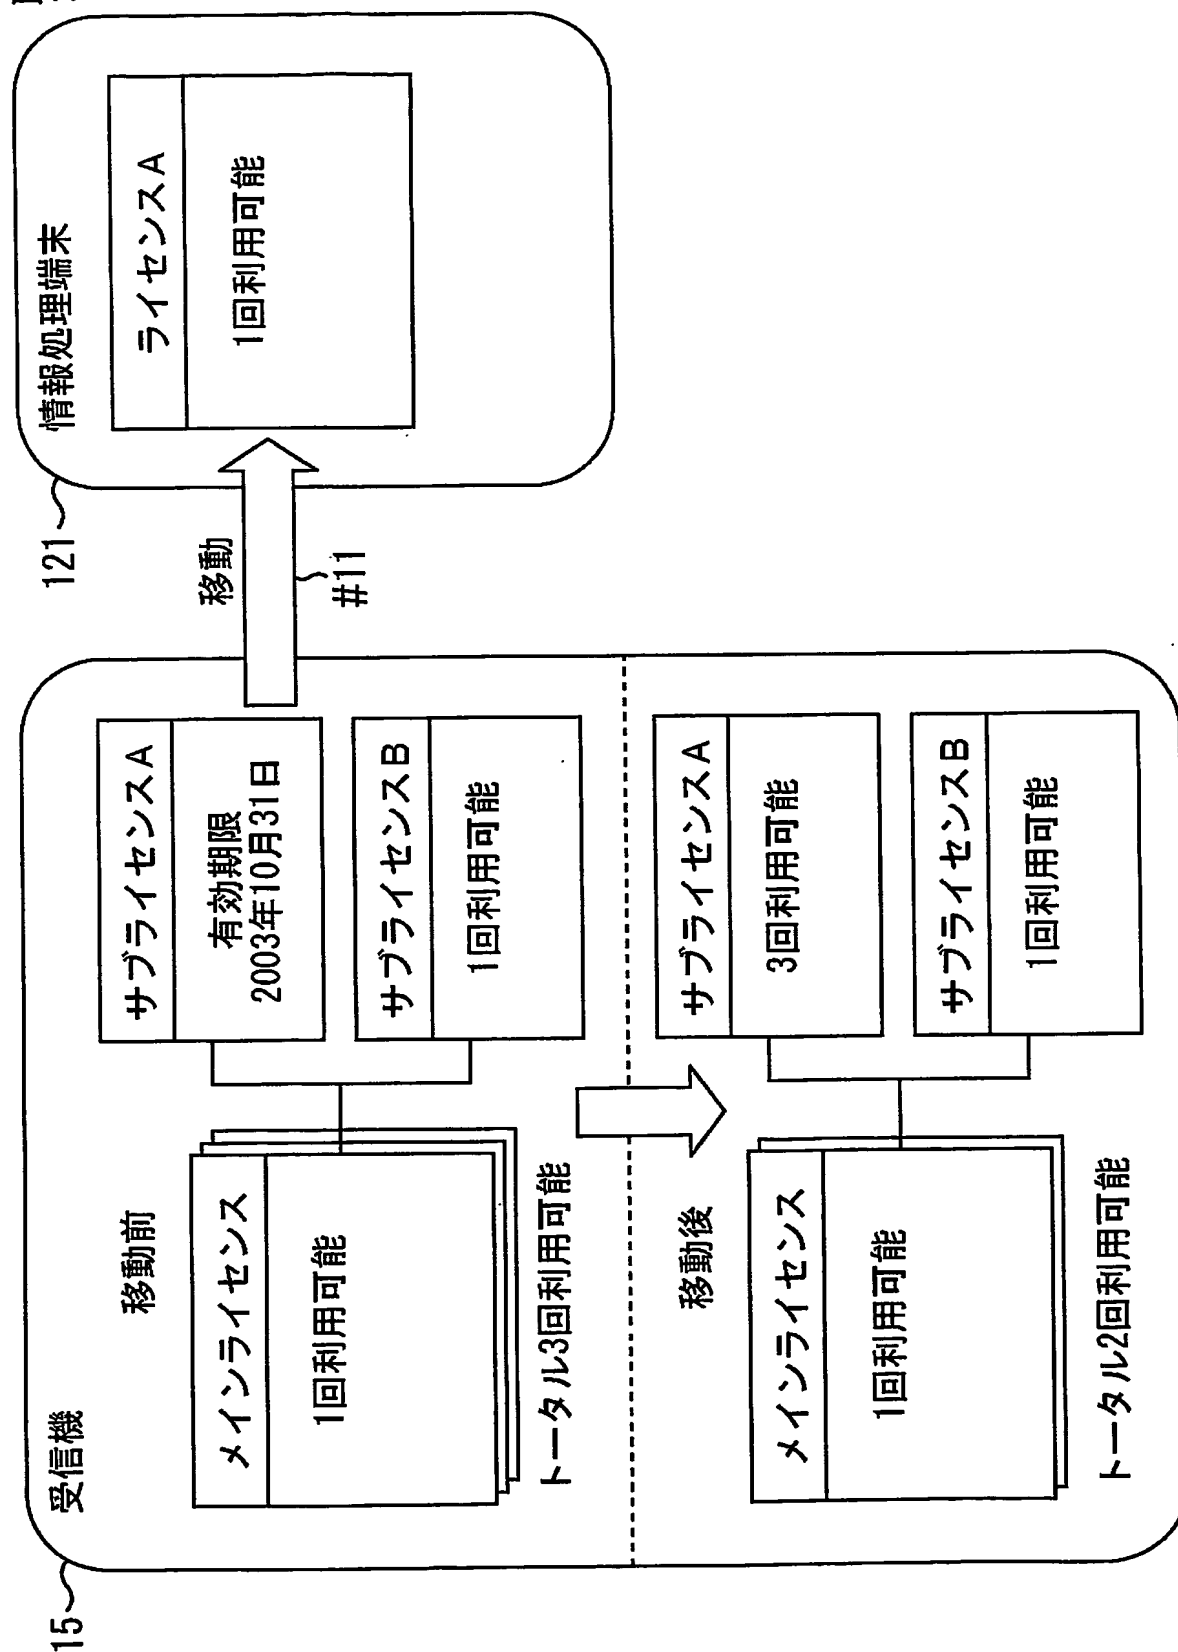 15
受信機
移動前
メインライセンス
1回利用可能
トータル3回利用可能
サブライセンスA
有効期限
2003年10月31日
サブライセンスB
1回利用可能
移動後
メインライセンス
1回利用可能
トータル2回利用可能
サブライセンスA
3回利用可能
サブライセンスB
1回利用可能
移動
#11
121
情報処理端末
ライセンスA
1回利用可能